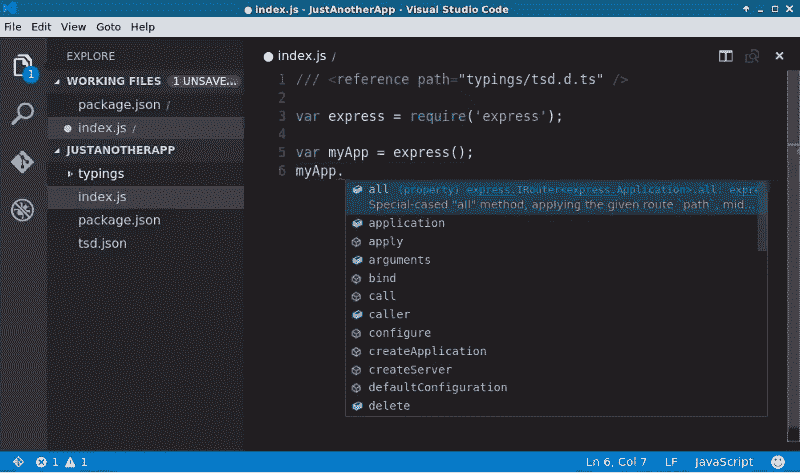 ● index.js - JustAnotherApp - Visual Studio Code
File Edit View Goto Help
EXPLORE
WORKING FILES 1 UNSAVE...
package.json /
index.js /
JUSTANOTHERAPP
typings
index.js
package.json
tsd.json
1
index.js /
1 /// <reference path="typings/tsd.d.ts" />
2
3 var express = require('express');
4
5 var myApp = express();
6 myApp.
all (property) express.IRouter<express.Application>.all: expre
Special-cased "all" method, applying the given route `path`, mid...
application
apply
arguments
bind
call
caller
configure
createApplication
createServer
defaultConfiguration
delete
1 1 Ln 6, Col 7 LF JavaScript